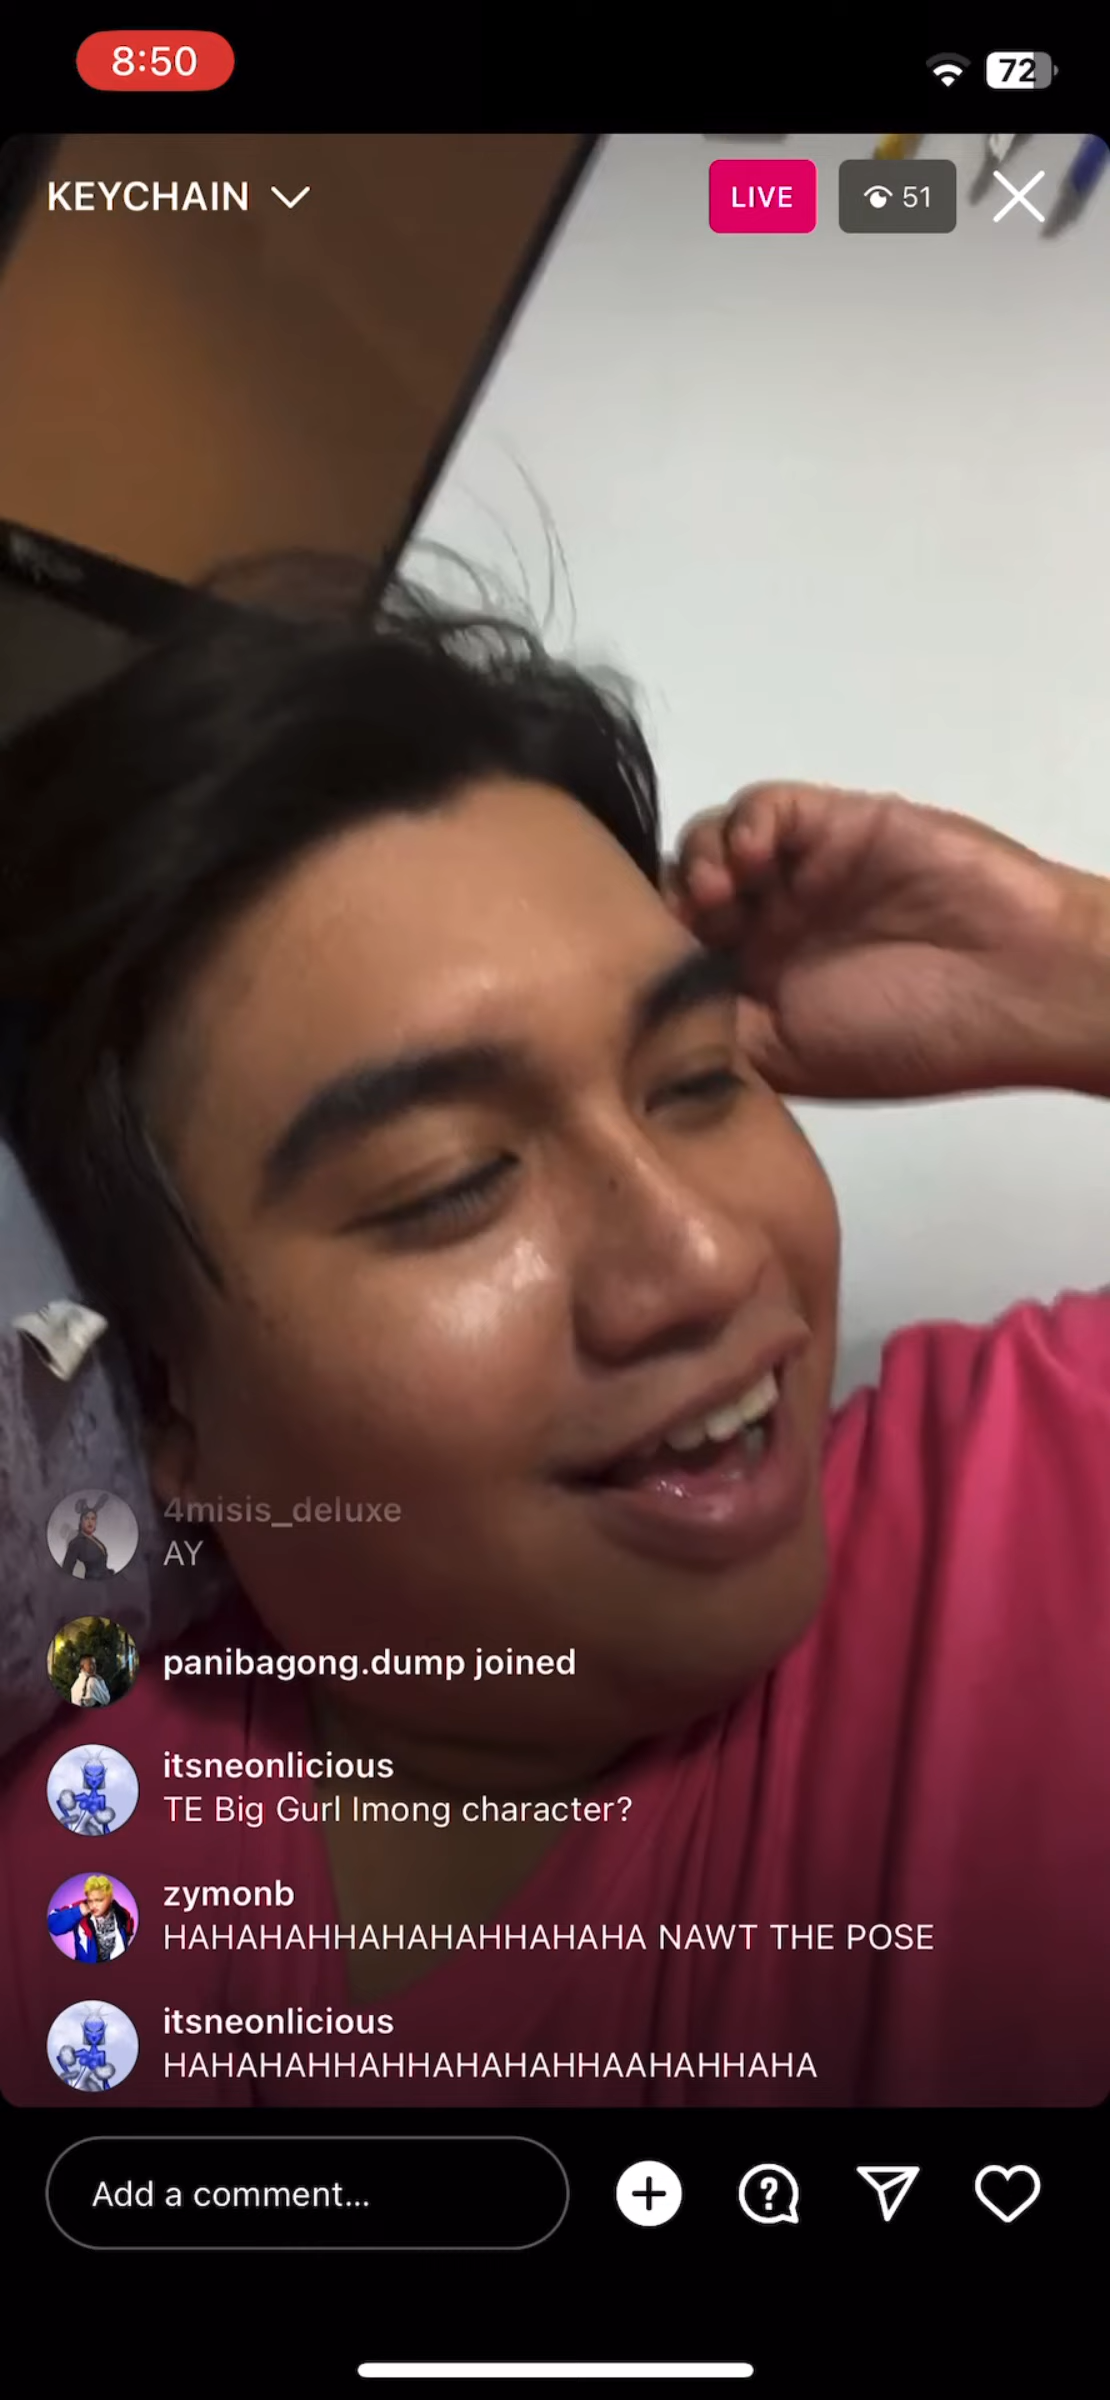 8:50
72
KEYCHAIN
LIVE
51
4misis_deluxe
AY
panibagong.dump joined
itsneonlicious
TE Big Gurl Imong character?
zymonb
HAHAHAHHAHAHAHHAHAHA NAWT THE POSE
itsneonlicious
HAHAHAHHAHHAHAHAHHAAHAHHAHA
Add a comment...